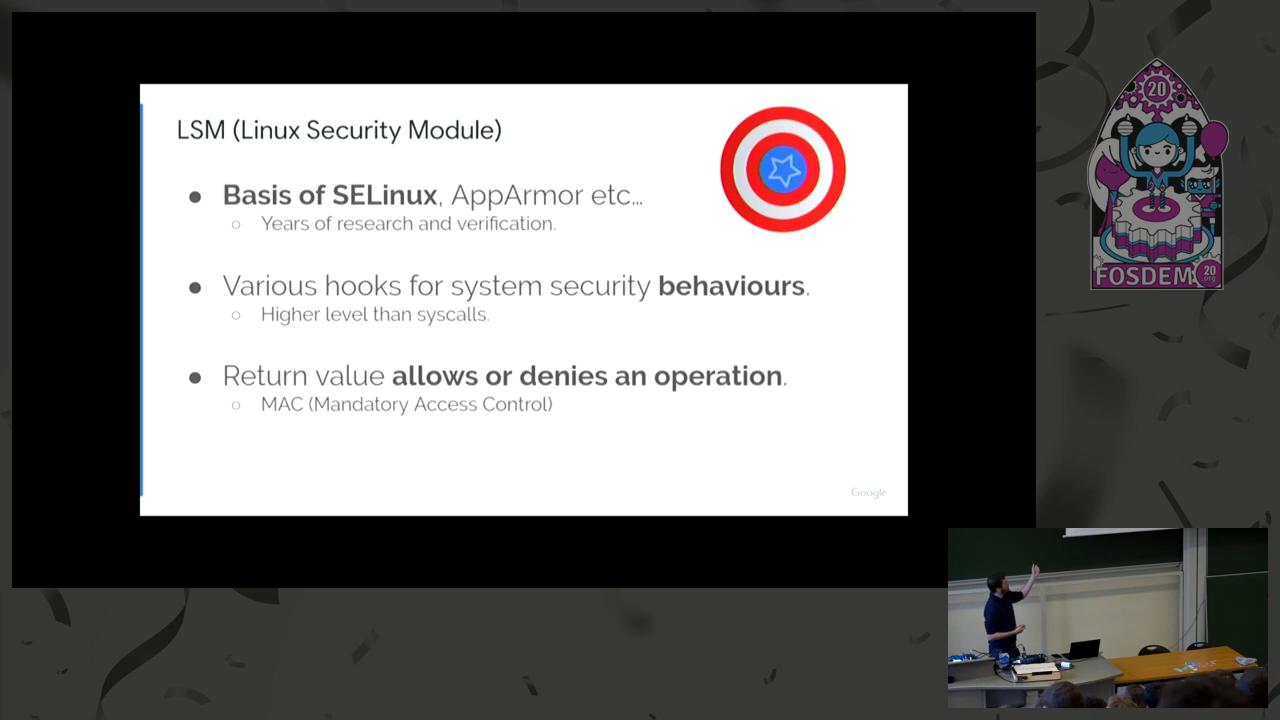 LSM (Linux Security Module)
● Basis of SELinux, AppArmor etc…
○ Years of research and verification.
● Various hooks for system security behaviours.
○ Higher level than syscalls.
● Return value allows or denies an operation.
○ MAC (Mandatory Access Control)
Google
20
FOSDEM
20
.org